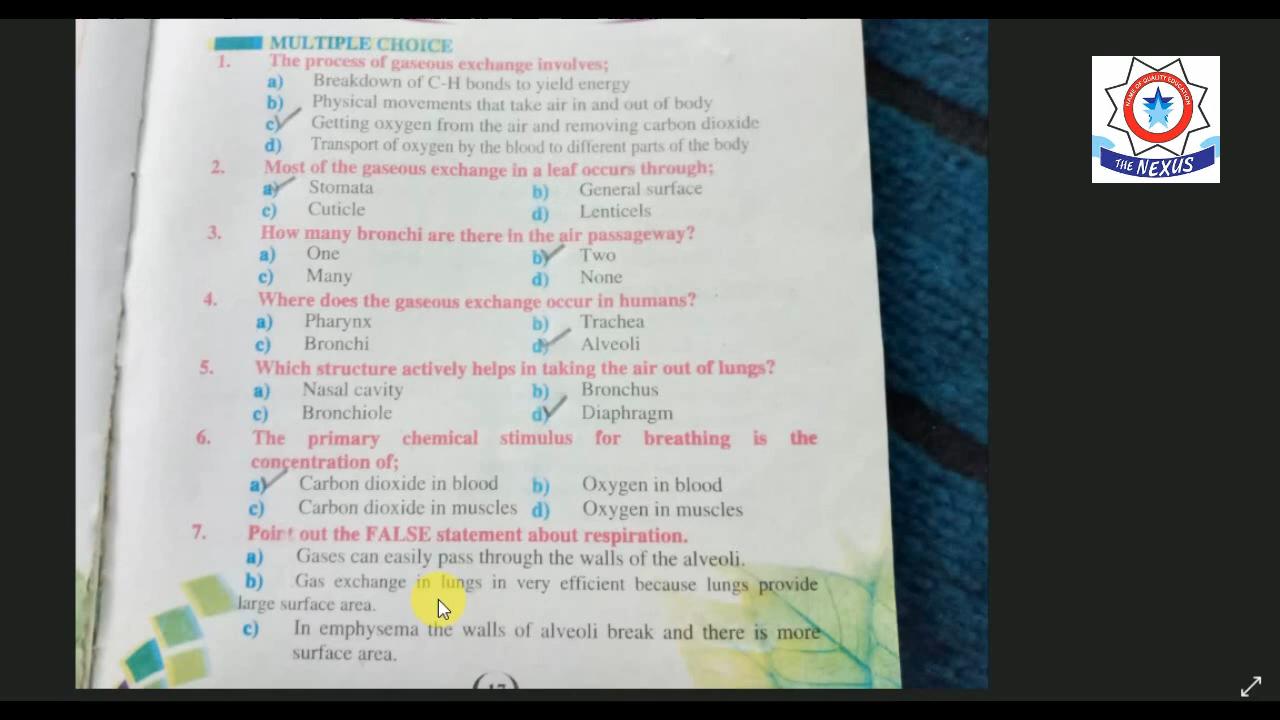 MULTIPLE CHOICE
1. The process of gaseous exchange involves;
a) Breakdown of C-H bonds to yield energy
b) Physical movements that take air in and out of body
c) Getting oxygen from the air and removing carbon dioxide
d) Transport of oxygen by the blood to different parts of the body
2. Most of the gaseous exchange in a leaf occurs through;
a) Stomata b) General surface
c) Cuticle d) Lenticels
3. How many bronchi are there in the air passageway?
a) One b) Two
c) Many d) None
4. Where does the gaseous exchange occur in humans?
a) Pharynx b) Trachea
c) Bronchi d) Alveoli
5. Which structure actively helps in taking the air out of lungs?
a) Nasal cavity b) Bronchus
c) Bronchiole d) Diaphragm
6. The primary chemical stimulus for breathing is the
concentration of;
a) Carbon dioxide in blood b) Oxygen in blood
c) Carbon dioxide in muscles d) Oxygen in muscles
7. Point out the FALSE statement about respiration.
a) Gases can easily pass through the walls of the alveoli.
b) Gas exchange in lungs in very efficient because lungs provide
large surface area.
c) In emphysema the walls of alveoli break and there is more
surface area.
NAME OF QUALITY EDUCATION
THE NEXUS